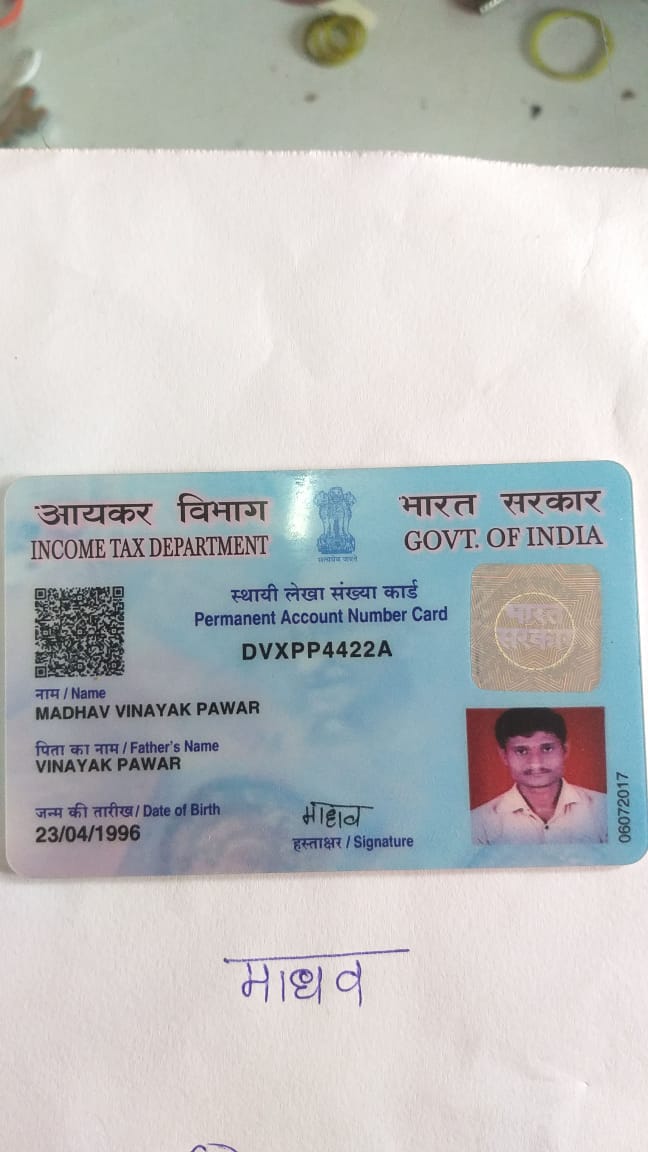 आयकर विभाग
INCOME TAX DEPARTMENT
सत्यमेव जयते
भारत सरकार
GOVT. OF INDIA
स्थायी लेखा संख्या कार्ड
Permanent Account Number Card
DVXPP4422A
भारत
सरकार
नाम / Name
MADHAV VINAYAK PAWAR
पिता का नाम / Father's Name
VINAYAK PAWAR
जन्म की तारीख / Date of Birth
23/04/1996
माधव
हस्ताक्षर / Signature
06072017
माधव